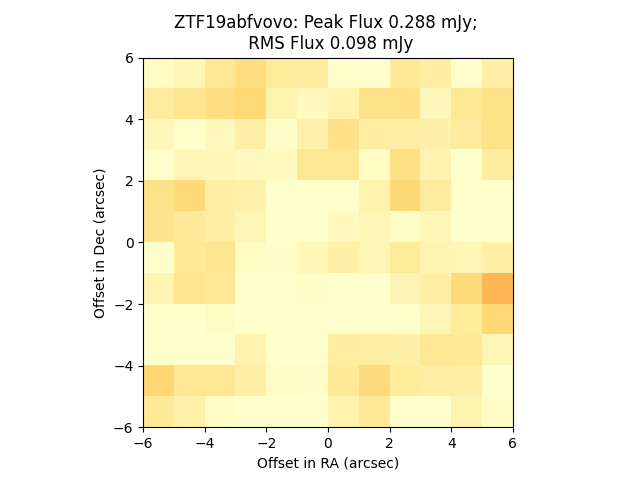 ZTF19abfvovo: Peak Flux 0.288 mJy;
RMS Flux 0.098 mJy
6
4
2
0
−2
−4
−6
Offset in Dec (arcsec)
−6 −4 −2 0 2 4 6
Offset in RA (arcsec)